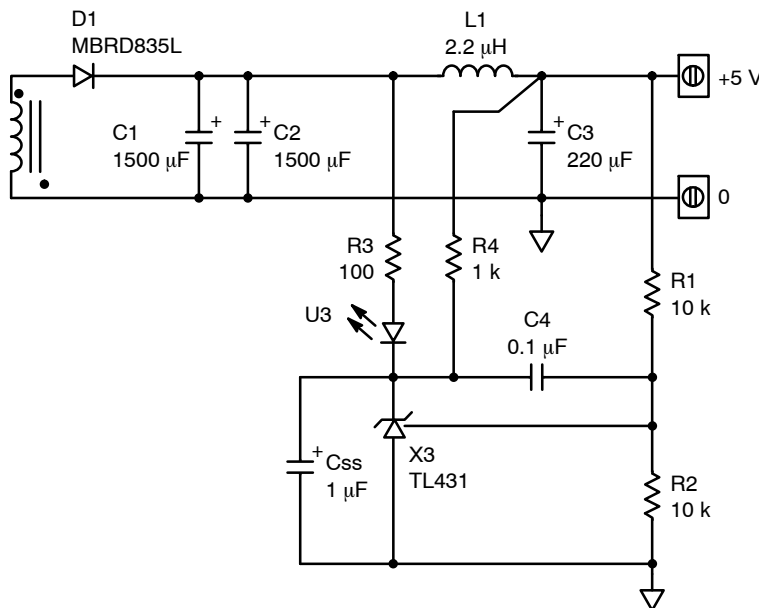 D1
MBRD835L
L1
2.2 μH
+5 V
+
C1
1500 μF
+
C2
1500 μF
+
C3
220 μF
0
R3
100
R4
1 k
R1
10 k
U3
C4
0.1 μF
+
Css
1 μF
X3
TL431
R2
10 k